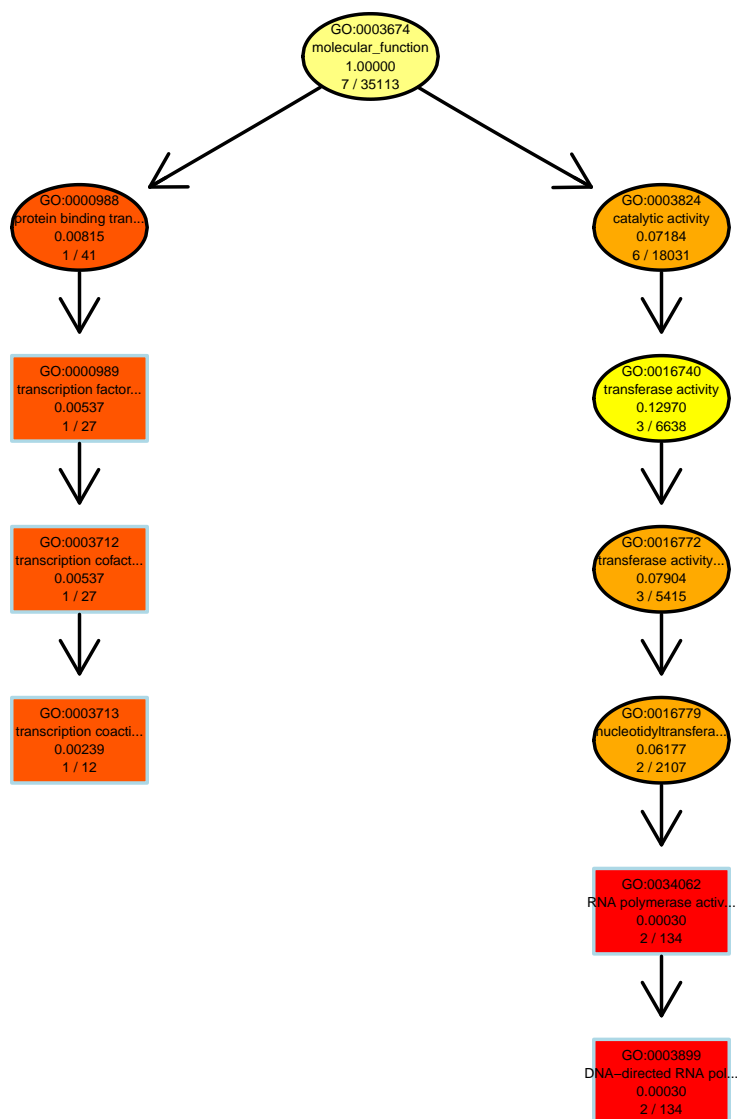 GO:0003674
molecular_function
1.00000
7 / 35113
GO:0000988
protein binding tran...
0.00815
1 / 41
GO:0003824
catalytic activity
0.07184
6 / 18031
GO:0000989
transcription factor...
0.00537
1 / 27
GO:0016740
transferase activity
0.12970
3 / 6638
GO:0003712
transcription cofact...
0.00537
1 / 27
GO:0016772
transferase activity...
0.07904
3 / 5415
GO:0003713
transcription coacti...
0.00239
1 / 12
GO:0016779
nucleotidyltransfera...
0.06177
2 / 2107
GO:0034062
RNA polymerase activ...
0.00030
2 / 134
GO:0003899
DNA−directed RNA pol...
0.00030
2 / 134